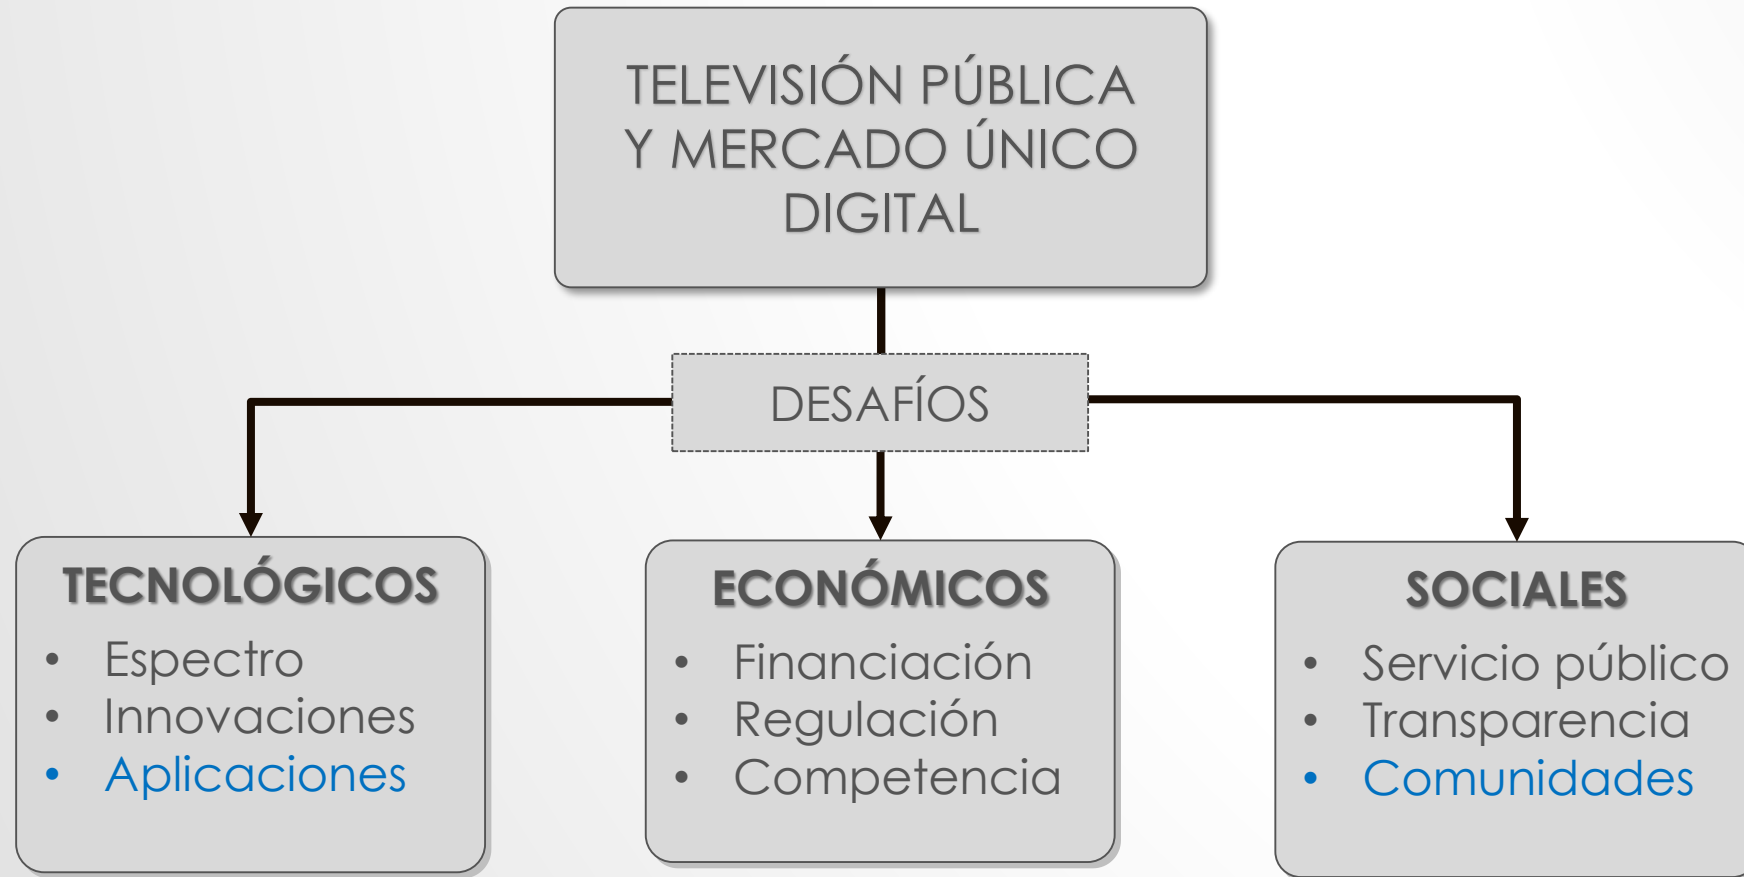 TELEVISIÓN PÚBLICA
Y MERCADO ÚNICO
DIGITAL
DESAFÍOS
TECNOLÓGICOS
• Espectro
• Innovaciones
• Aplicaciones
ECONÓMICOS
• Financiación
• Regulación
• Competencia
SOCIALES
• Servicio público
• Transparencia
• Comunidades